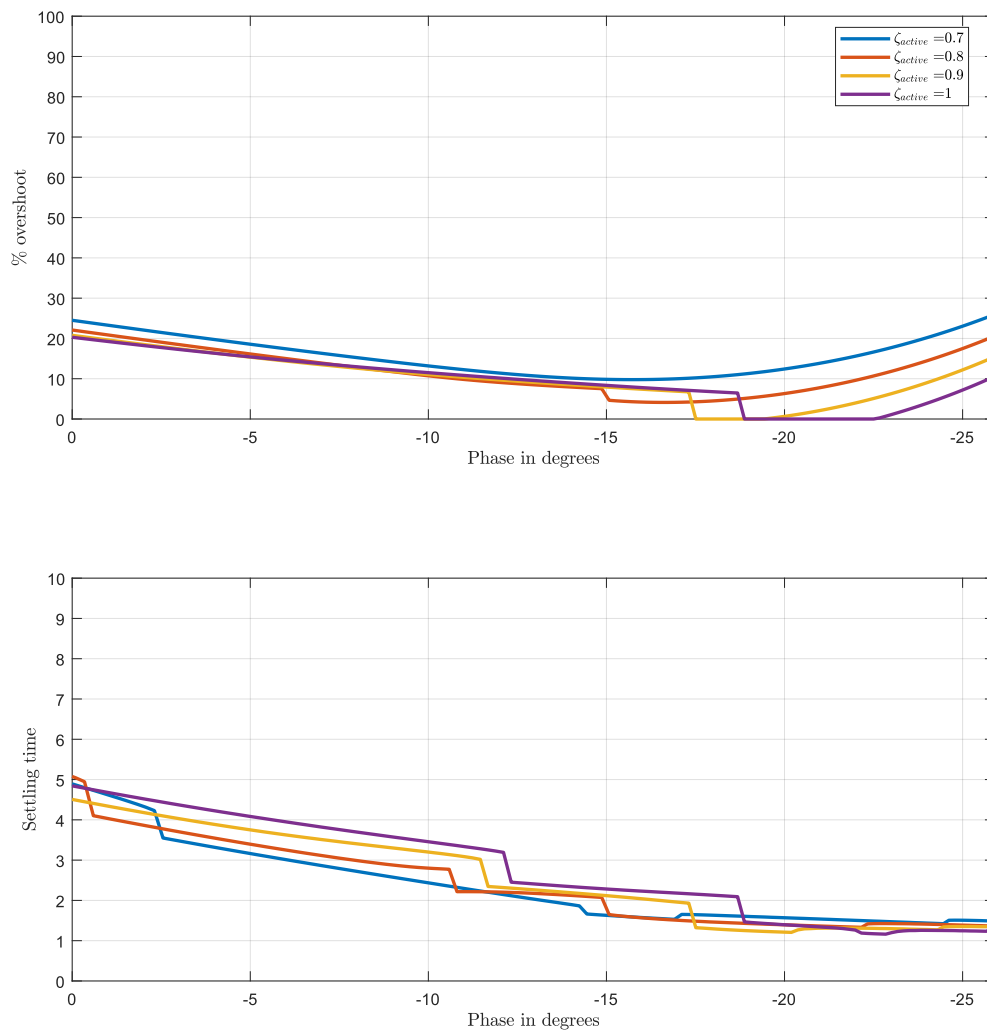 100
90
80
70
60
50
40
30
20
10
0
% overshoot
ζactive =0.7
ζactive =0.8
ζactive =0.9
ζactive =1
0 -5 -10 -15 -20 -25
Phase in degrees
10
9
8
7
6
5
4
3
2
1
0
Settling time
0 -5 -10 -15 -20 -25
Phase in degrees